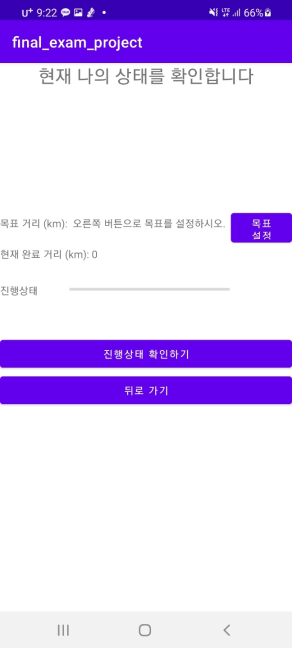 U+ 9:22 66%
final_exam_project
현재 나의 상태를 확인합니다
목표 거리 (km): 오른쪽 버튼으로 목표를 설정하시오.
목표
설정
현재 완료 거리 (km): 0
진행상태
진행상태 확인하기
뒤로 가기